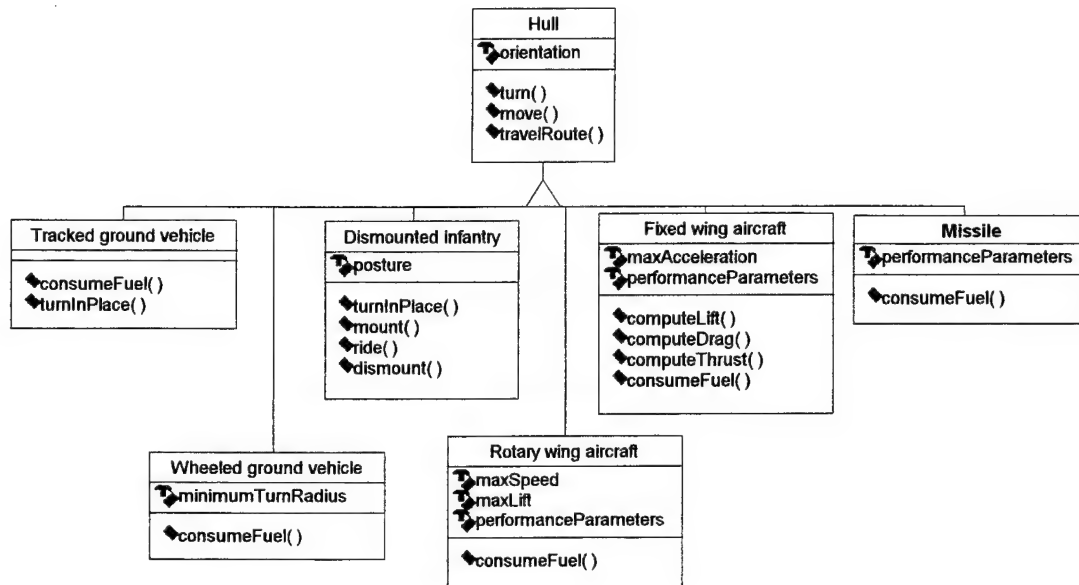 Hull
orientation
turn( )
move( )
travelRoute( )
Tracked ground vehicle
consumeFuel( )
turnInPlace( )
Dismounted infantry
posture
turnInPlace( )
mount( )
ride( )
dismount( )
Fixed wing aircraft
maxAcceleration
performanceParameters
computeLift( )
computeDrag( )
computeThrust( )
consumeFuel( )
Missile
performanceParameters
consumeFuel( )
Wheeled ground vehicle
minimumTurnRadius
consumeFuel( )
Rotary wing aircraft
maxSpeed
maxLift
performanceParameters
consumeFuel( )